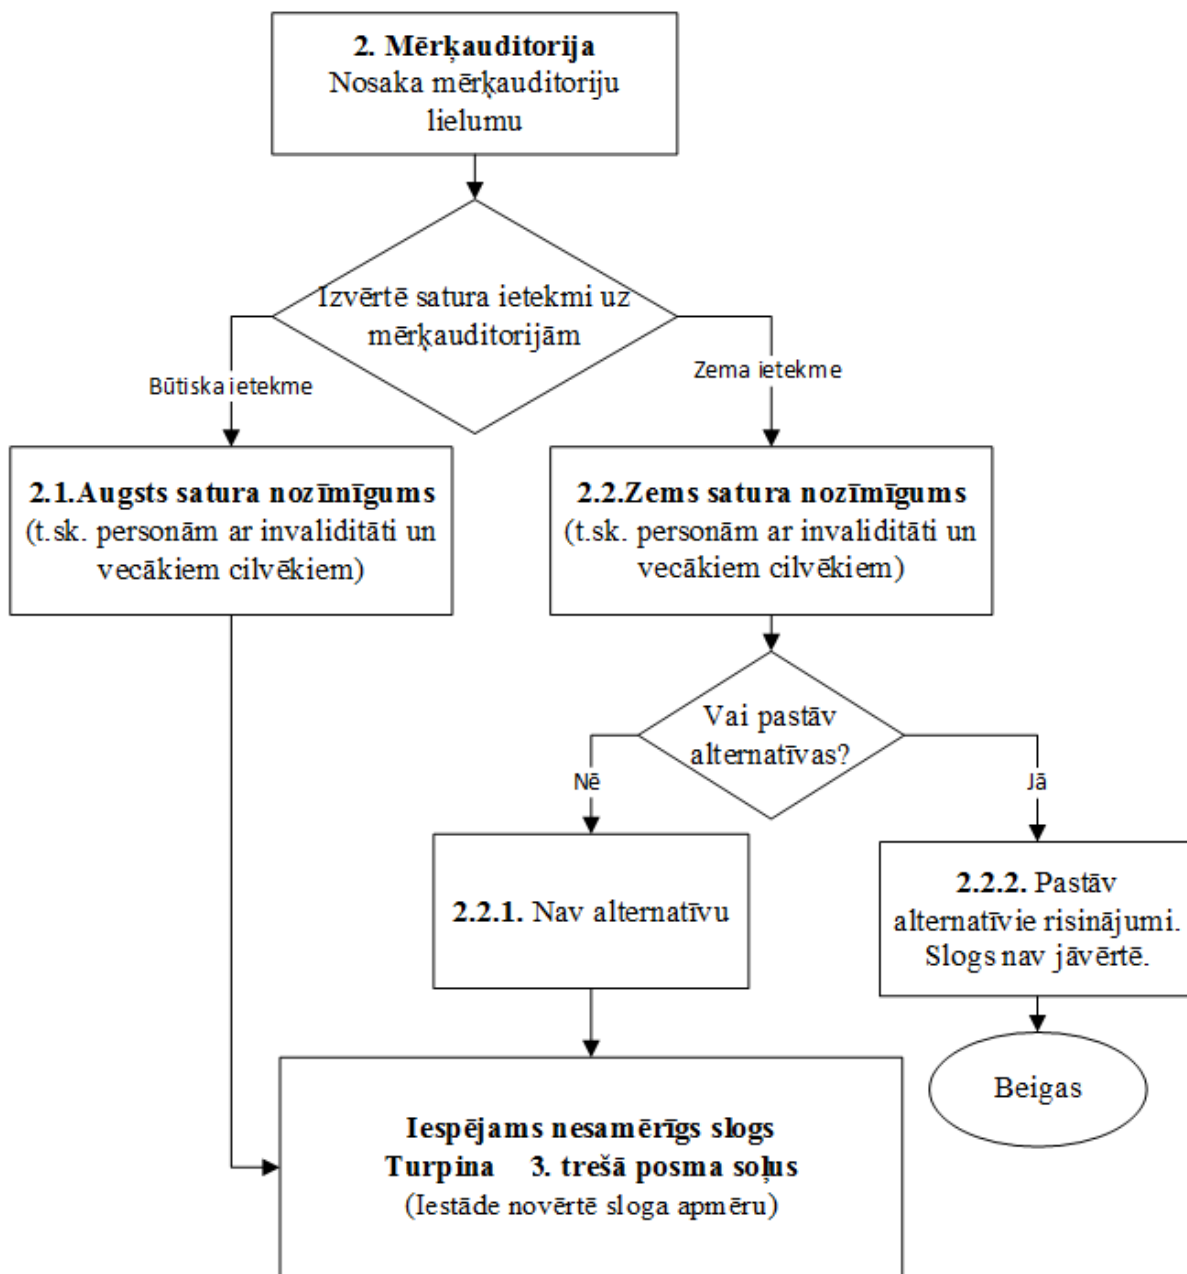 2. Mērķauditorija
Nosaka mērķauditoriju
lielumu
Izvērtē satura ietekmi uz
mērķauditorijām
Būtiska ietekme
Zema ietekme
2.1.Augsts satura nozīmīgums
(t.sk. personām ar invaliditāti un
vecākiem cilvēkiem)
2.2.Zems satura nozīmīgums
(t.sk. personām ar invaliditāti un
vecākiem cilvēkiem)
Vai pastāv
alternatīvas?
Nē
Jā
2.2.1. Nav alternatīvu
2.2.2. Pastāv
alternatīvie risinājumi.
Slogs nav jāvērtē.
Beigas
Iespējams nesamērīgs slogs
Turpina 3. trešā posma soļus
(Iestāde novērtē sloga apmēru)